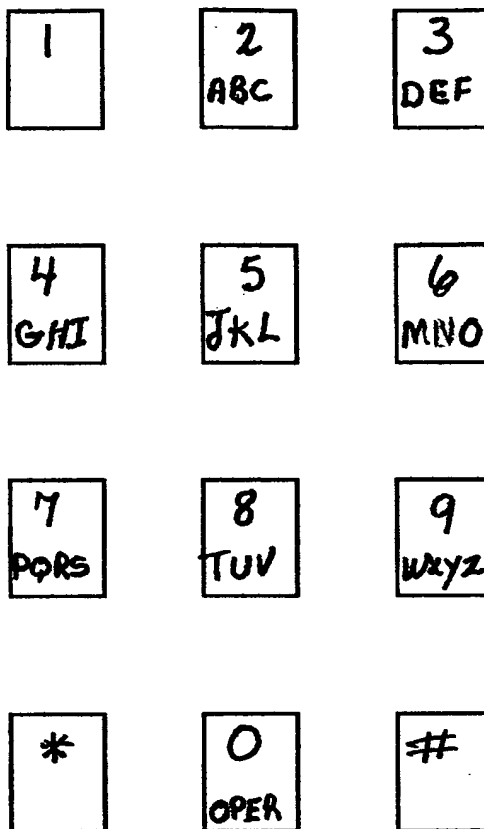 1 2 3
ABC DEF
4 5 6
GHI JKL MNO
7 8 9
PQRS TUV WXYZ
* 0 #
OPER